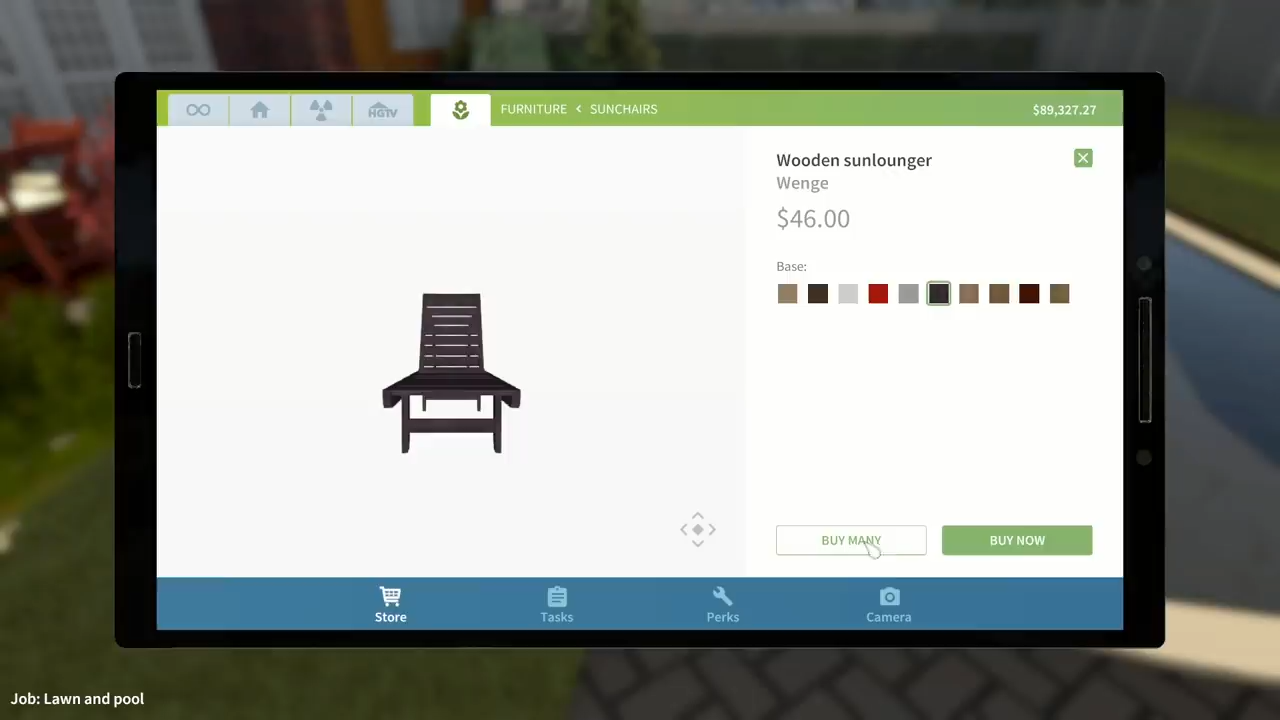 HGTV
FURNITURE < SUNCHAIRS
$89,327.27
Wooden sunlounger
Wenge
$46.00
Base:
BUY MANY
BUY NOW
Store
Tasks
Perks
Camera
Job: Lawn and pool